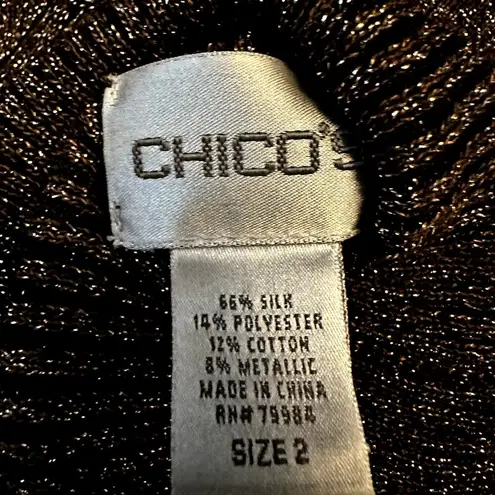 CHICO'S
66% SILK
14% POLYESTER
12% COTTON
8% METALLIC
MADE IN CHINA
RN# 79984
SIZE 2